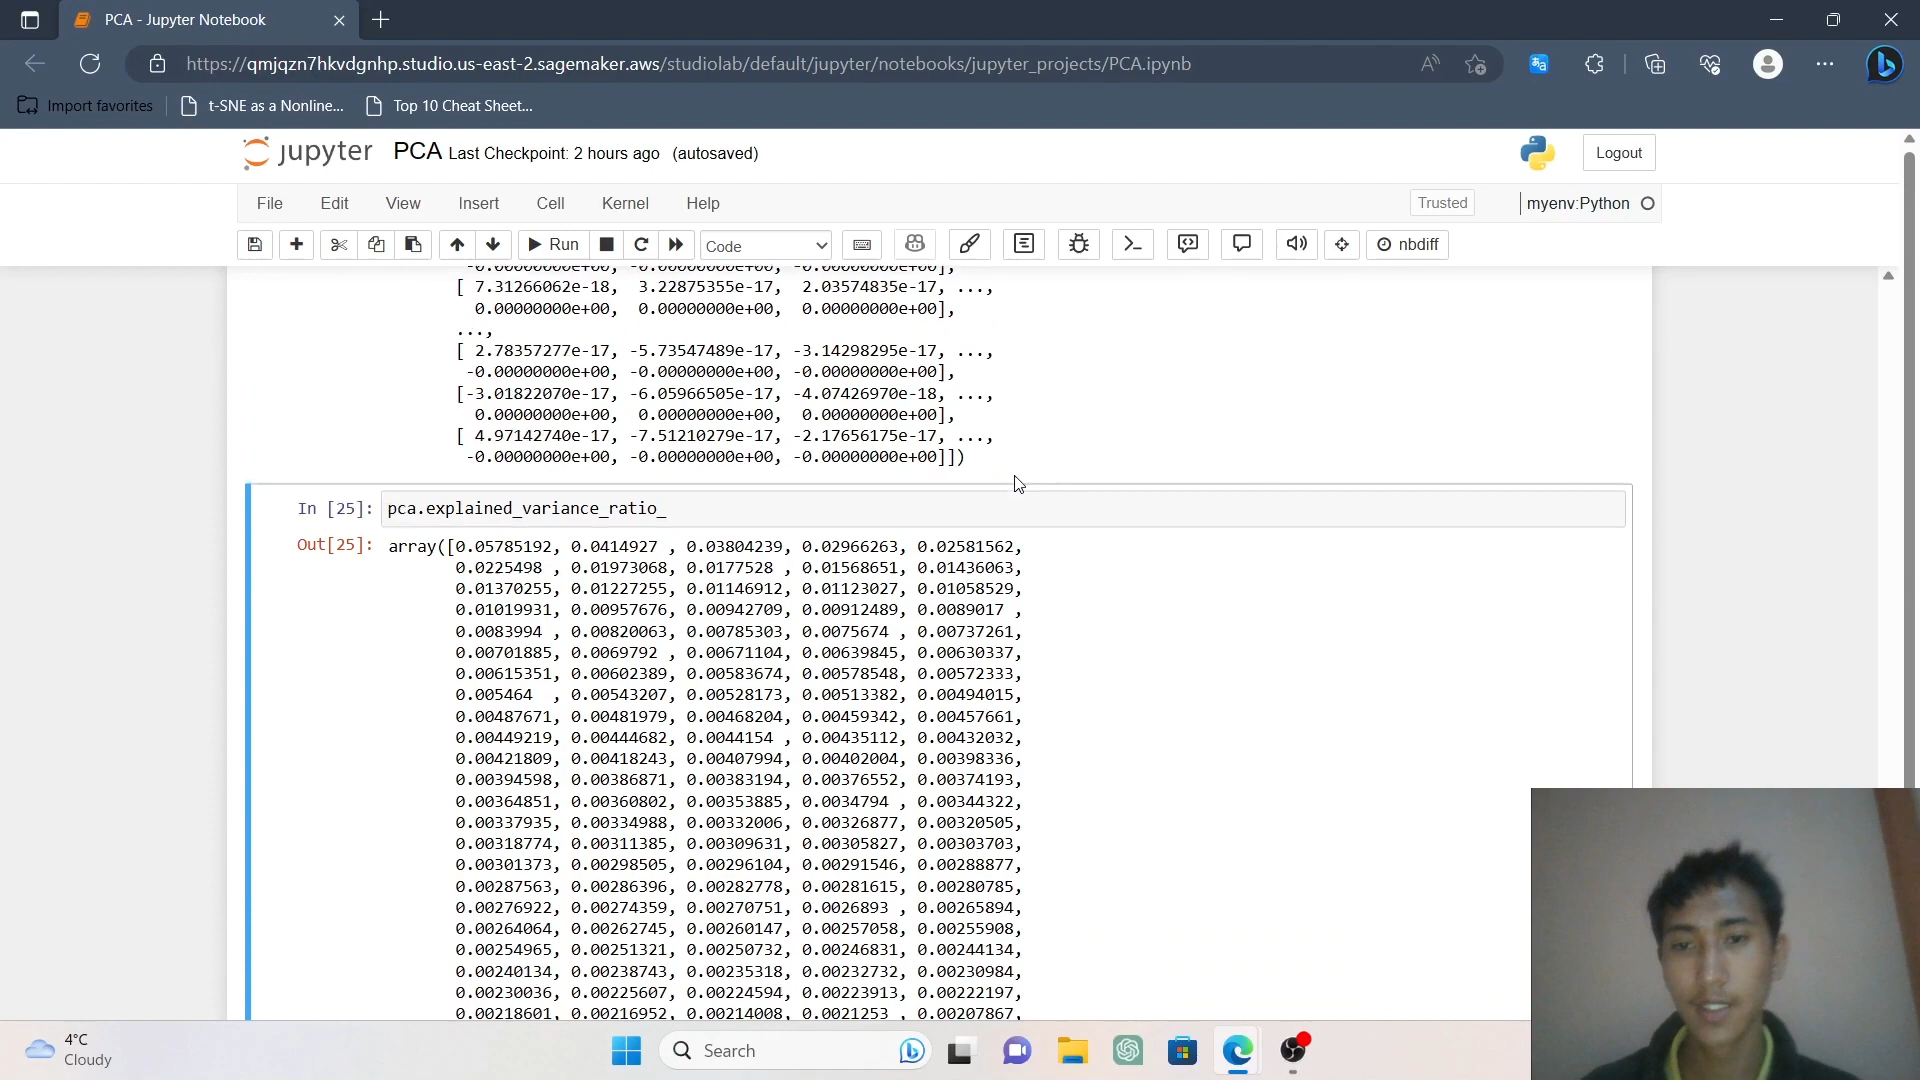 PCA - Jupyter Notebook
https://qmjqzn7hkvdgnhp.studio.us-east-2.sagemaker.aws/studiolab/default/jupyter/notebooks/jupyter_projects/PCA.ipynb
Import favorites
t-SNE as a Nonline...
Top 10 Cheat Sheet...
jupyter PCA Last Checkpoint: 2 hours ago (autosaved)
Logout
File Edit View Insert Cell Kernel Help
Trusted
myenv:Python
Run
Code
nbdiff
-0.00000000e+00, -0.00000000e+00, -0.00000000e+00],
[ 7.31266062e-18, 3.22875355e-17, 2.03574835e-17, ...,
0.00000000e+00, 0.00000000e+00, 0.00000000e+00],
...,
[ 2.78357277e-17, -5.73547489e-17, -3.14298295e-17, ...,
-0.00000000e+00, -0.00000000e+00, -0.00000000e+00],
[-3.01822070e-17, -6.05966505e-17, -4.07426970e-18, ...,
0.00000000e+00, 0.00000000e+00, 0.00000000e+00],
[ 4.97142740e-17, -7.51210279e-17, -2.17656175e-17, ...,
-0.00000000e+00, -0.00000000e+00, -0.00000000e+00]])
In [25]: pca.explained_variance_ratio_
Out[25]: array([0.05785192, 0.0414927 , 0.03804239, 0.02966263, 0.02581562,
0.0225498 , 0.01973068, 0.0177528 , 0.01568651, 0.01436063,
0.01370255, 0.01227255, 0.01146912, 0.01123027, 0.01058529,
0.01019931, 0.00957676, 0.00942709, 0.00912489, 0.0089017 ,
0.0083994 , 0.00820063, 0.00785303, 0.0075674 , 0.00737261,
0.00701885, 0.0069792 , 0.00671104, 0.00639845, 0.00630337,
0.00615351, 0.00602389, 0.00583674, 0.00578548, 0.00572333,
0.005464 , 0.00543207, 0.00528173, 0.00513382, 0.00494015,
0.00487671, 0.00481979, 0.00468204, 0.00459342, 0.00457661,
0.00449219, 0.00444682, 0.0044154 , 0.00435112, 0.00432032,
0.00421809, 0.00418243, 0.00407994, 0.00402004, 0.00398336,
0.00394598, 0.00386871, 0.00383194, 0.00376552, 0.00374193,
0.00364851, 0.00360802, 0.00353885, 0.0034794 , 0.00344322,
0.00337935, 0.00334988, 0.00332006, 0.00326877, 0.00320505,
0.00318774, 0.00311385, 0.00309631, 0.00305827, 0.00303703,
0.00301373, 0.00298505, 0.00296104, 0.00291546, 0.00288877,
0.00287563, 0.00286396, 0.00282778, 0.00281615, 0.00280785,
0.00276922, 0.00274359, 0.00270751, 0.0026893 , 0.00265894,
0.00264064, 0.00262745, 0.00260147, 0.00257058, 0.00255908,
0.00254965, 0.00251321, 0.00250732, 0.00246831, 0.00244134,
0.00240134, 0.00238743, 0.00235318, 0.00232732, 0.00230984,
0.00230036, 0.00225607, 0.00224594, 0.00223913, 0.00222197,
0.00218601, 0.00216952, 0.00214008, 0.0021253 , 0.00207867,
4°C
Cloudy
Search